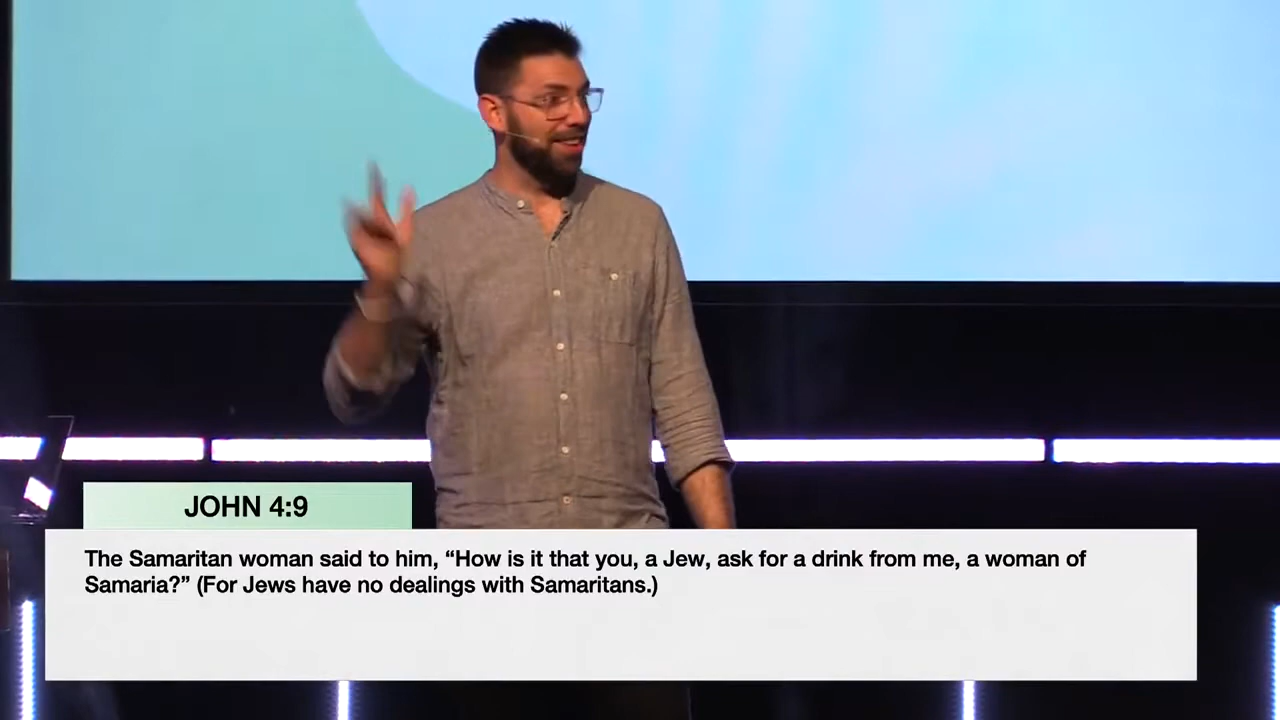 JOHN 4:9
The Samaritan woman said to him, “How is it that you, a Jew, ask for a drink from me, a woman of
Samaria?” (For Jews have no dealings with Samaritans.)